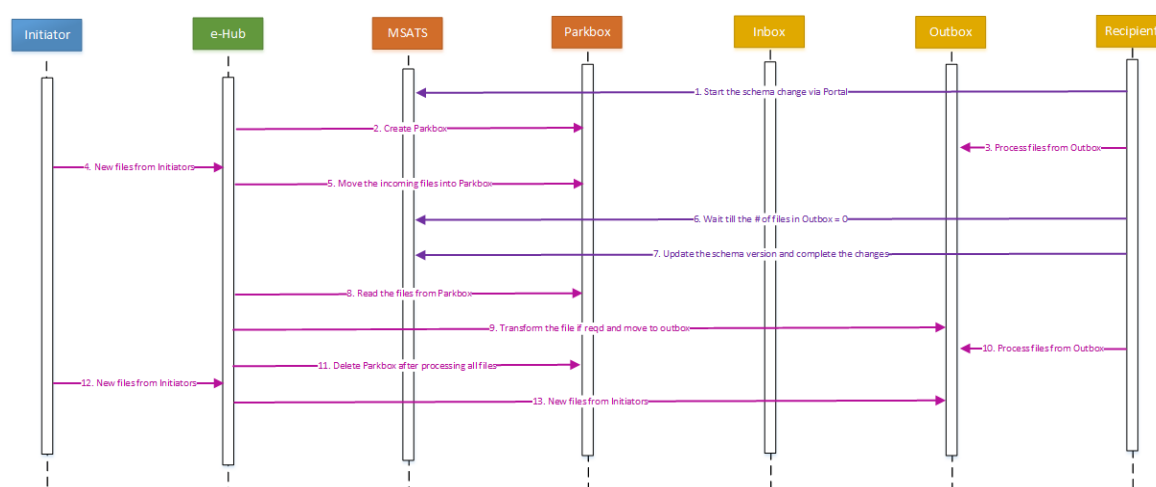 Initiator
e-Hub
MSATS
Parkbox
Inbox
Outbox
Recipient
1. Start the schema change via Portal
2. Create Parkbox
3. Process files from Outbox
4. New files from Initiators
5. Move the incoming files into Parkbox
6. Wait till the # of files in Outbox = 0
7. Update the schema version and complete the changes
8. Read the files from Parkbox
9. Transform the file if reqd and move to outbox
10. Process files from Outbox
11. Delete Parkbox after processing all files
12. New files from Initiators
13. New files from Initiators